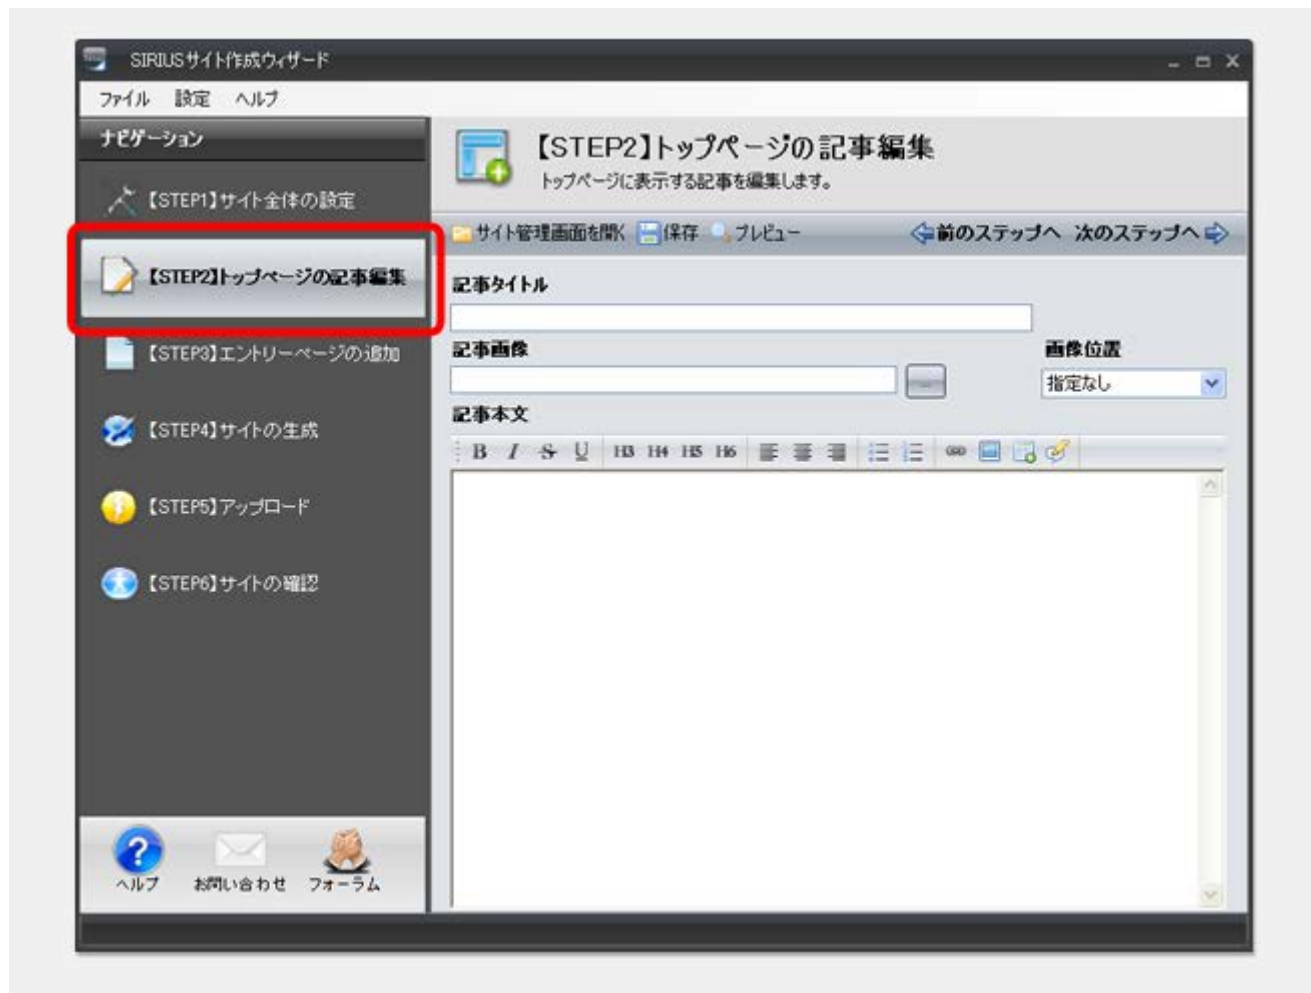 SIRIUSサイト作成ウィザード
ファイル 設定 ヘルプ
ナビゲーション
【STEP1】サイト全体の設定
【STEP2】トップページの記事編集
【STEP3】エントリーページの追加
【STEP4】サイトの生成
【STEP5】アップロード
【STEP6】サイトの確認
ヘルプ お問い合わせ フォーラム
【STEP2】トップページの記事編集
トップページに表示する記事を編集します。
サイト管理画面を開く 保存 プレビュー 前のステップへ 次のステップへ
記事タイトル
記事画像 画像位置
... 指定なし
記事本文
B I S U H3 H4 H5 H6